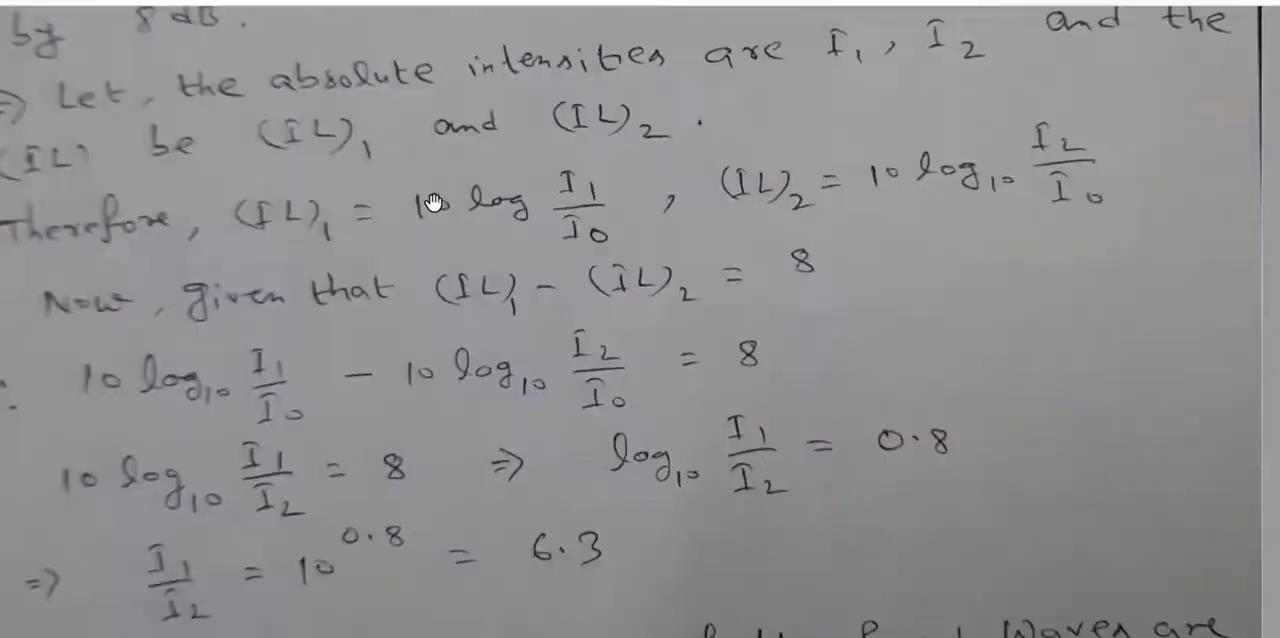 by 8 dB.
⇒ Let, the absolute intensities are I₁, I₂ and the
(IL) be (IL)₁ and (IL)₂.
Therefore, (IL)₁ = 10 log I₁/I₀, (IL)₂ = 10 log₁₀ I₂/I₀
Now, given that (IL)₁ - (IL)₂ = 8
∴ 10 log₁₀ I₁/I₀ - 10 log₁₀ I₂/I₀ = 8
10 log₁₀ I₁/I₂ = 8 ⇒ log₁₀ I₁/I₂ = 0.8
⇒ I₁/I₂ = 10^0.8 = 6.3
waves are